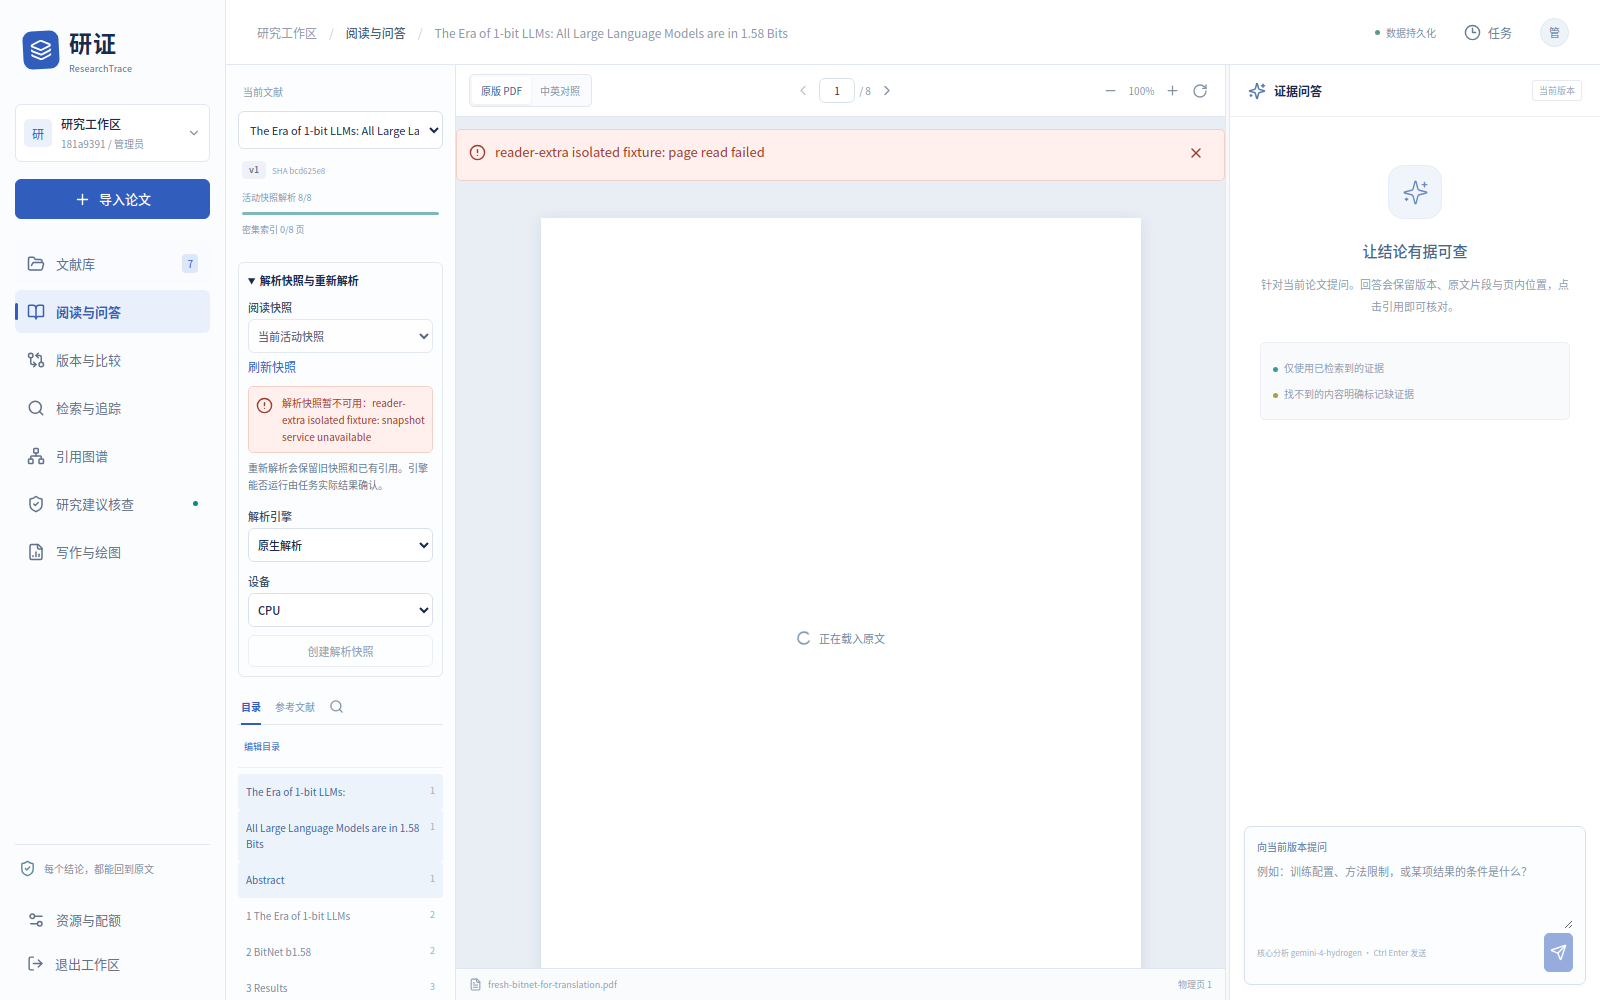 研证
ResearchTrace
研
研究工作区
181a9391 / 管理员
导入论文
文献库
7
阅读与问答
版本与比较
检索与追踪
引用图谱
研究建议核查
写作与绘图
每个结论，都能回到原文
资源与配额
退出工作区
研究工作区 / 阅读与问答 / The Era of 1-bit LLMs: All Large Language Models are in 1.58 Bits
数据持久化
任务
管
当前文献
The Era of 1-bit LLMs: All Large La
v1
SHA bcd625e8
活动快照解析 8/8
密集索引 0/8 页
解析快照与重新解析
阅读快照
当前活动快照
刷新快照
解析快照暂不可用：reader-
extra isolated fixture: snapshot
service unavailable
重新解析会保留旧快照和已有引用。引擎
能否运行由任务实际结果确认。
解析引擎
原生解析
设备
CPU
创建解析快照
目录
参考文献
编辑目录
The Era of 1-bit LLMs:
1
All Large Language Models are in 1.58
Bits
1
Abstract
1
1 The Era of 1-bit LLMs
2
2 BitNet b1.58
2
3 Results
3
原版 PDF
中英对照
1
/ 8
100%
reader-extra isolated fixture: page read failed
正在载入原文
fresh-bitnet-for-translation.pdf
物理页 1
证据问答
当前版本
让结论有据可查
针对当前论文提问。回答会保留版本、原文片段与页内位置，点
击引用即可核对。
仅使用已检索到的证据
找不到的内容明确标记缺证据
向当前版本提问
例如：训练配置、方法限制，或某项结果的条件是什么？
核心分析 gemini-4-hydrogen · Ctrl Enter 发送